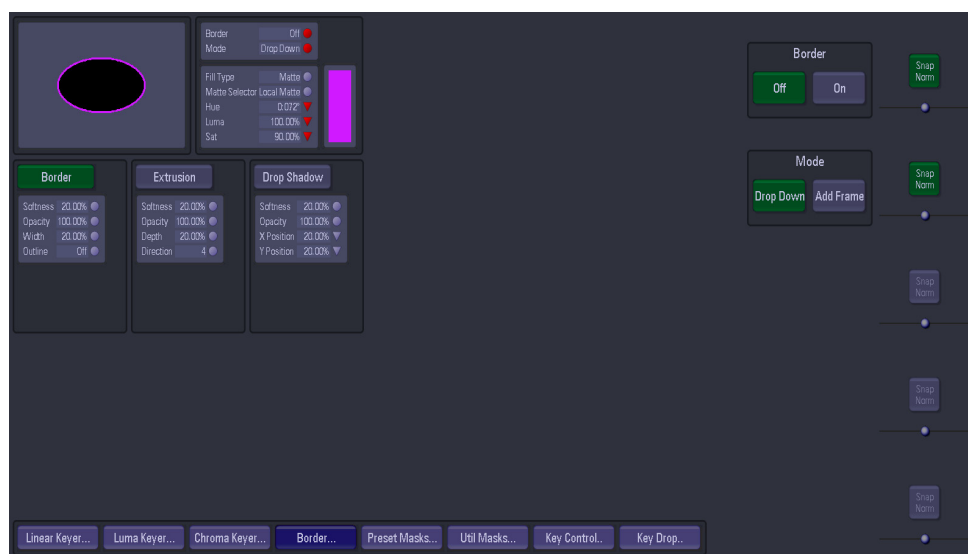 Border Off
Mode Drop Down
Fill Type Matte
Matte Selector Local Matte
Hue 0.072°
Luma 100.00%
Sat 90.00%
Border
Off On
Snap Norm
Mode
Drop Down Add Frame
Snap Norm
Border
Softness 20.00%
Opacity 100.00%
Width 20.00%
Outline Off
Extrusion
Softness 20.00%
Opacity 100.00%
Depth 20.00%
Direction 4
Drop Shadow
Softness 20.00%
Opacity 100.00%
X Position 20.00%
Y Position 20.00%
Snap Norm
Snap Norm
Snap Norm
Linear Keyer... Luma Keyer... Chroma Keyer... Border... Preset Masks... Util Masks... Key Control.. Key Drop..